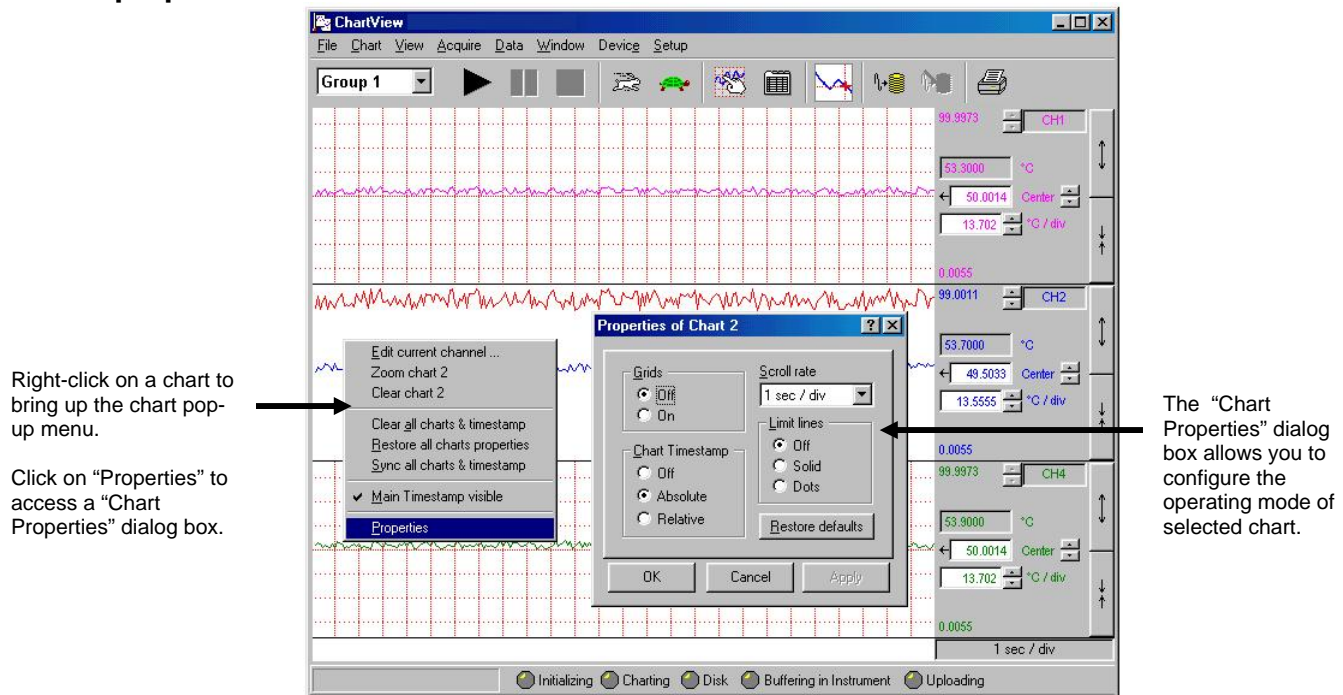 ChartView
File Chart View Acquire Data Window Device Setup
Group 1
99.9973 CH1
53.3000 °C
50.0014 Center
13.702 °C / div
0.0055
99.0011 CH2
53.7000 °C
49.5033 Center
13.5555 °C / div
0.0055
99.9973 CH4
53.9000 °C
50.0014 Center
13.702 °C / div
0.0055
1 sec / div
Edit current channel ...
Zoom chart 2
Clear chart 2
Clear all charts & timestamp
Restore all charts properties
Sync all charts & timestamp
Main Timestamp visible
Properties
Properties of Chart 2
Grids
Off
On
Chart Timestamp
Off
Absolute
Relative
Scroll rate
1 sec / div
Limit lines
Off
Solid
Dots
Restore defaults
OK Cancel Apply
Initializing Charting Disk Buffering in Instrument Uploading
Right-click on a chart to
bring up the chart pop-
up menu.
Click on “Properties” to
access a “Chart
Properties” dialog box.
The “Chart
Properties” dialog
box allows you to
configure the
operating mode of
selected chart.